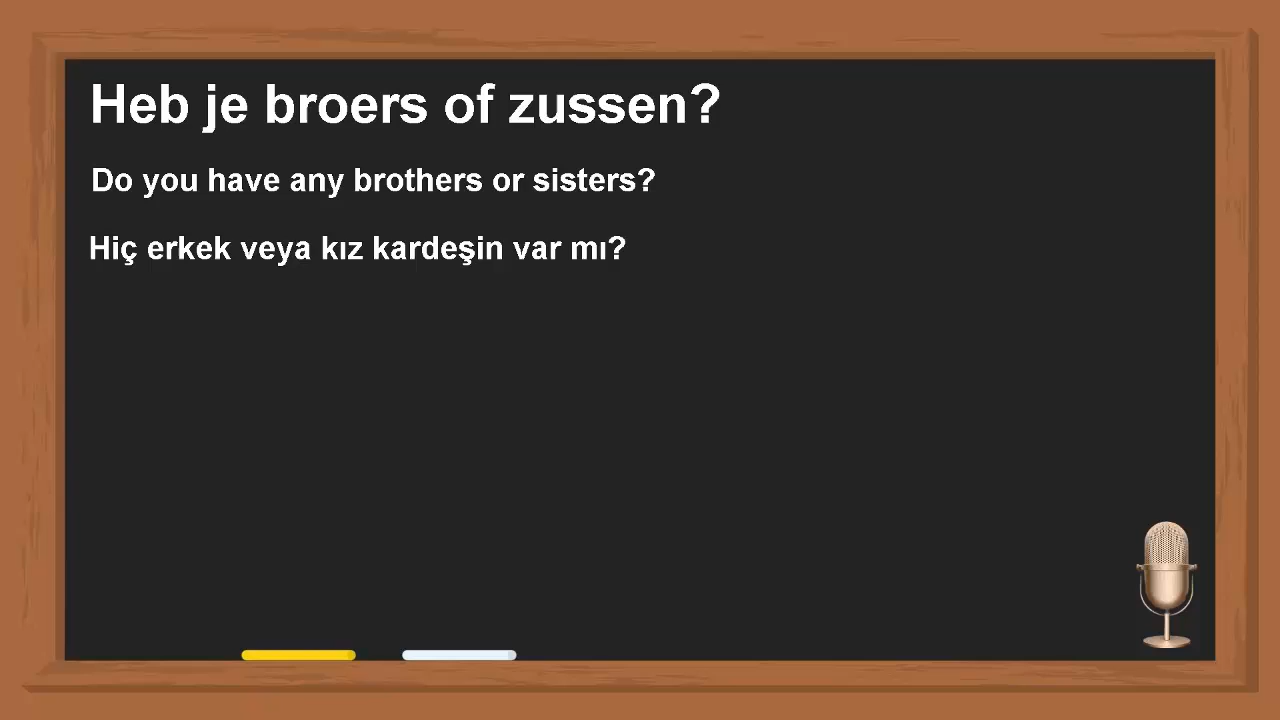 Heb je broers of zussen?
Do you have any brothers or sisters?
Hiç erkek veya kız kardeşin var mı?